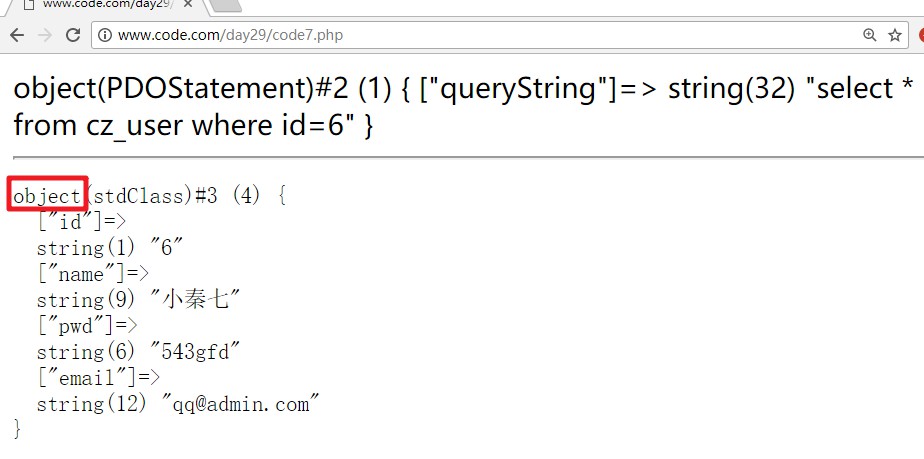 www.code.com/day29/
www.code.com/day29/code7.php
object(PDOStatement)#2 (1) { ["queryString"]=> string(32) "select *
from cz_user where id=6" }
object(stdClass)#3 (4) {
["id"]=>
string(1) "6"
["name"]=>
string(9) "小秦七"
["pwd"]=>
string(6) "543gfd"
["email"]=>
string(12) "qq@admin.com"
}